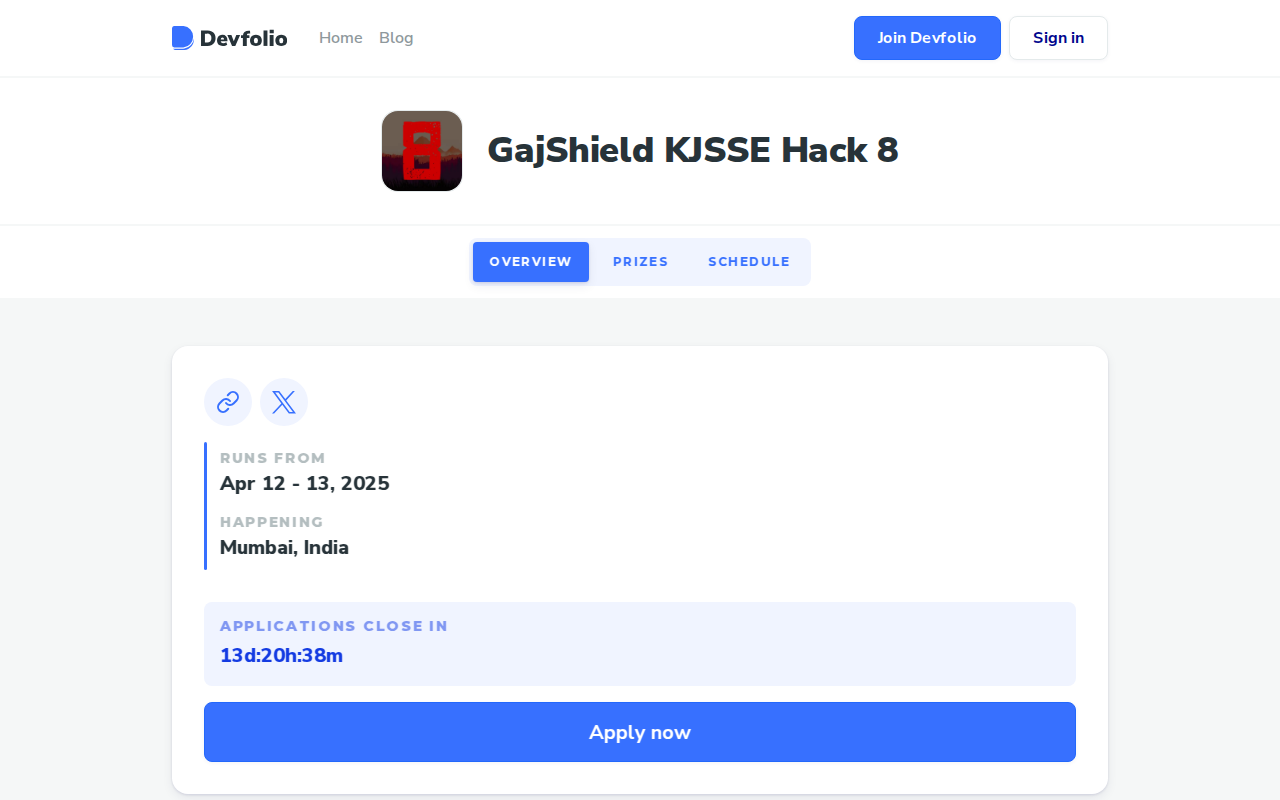 Devfolio Home Blog Join Devfolio Sign in
8 GajShield KJSSE Hack 8
OVERVIEW PRIZES SCHEDULE
RUNS FROM
Apr 12 - 13, 2025
HAPPENING
Mumbai, India
APPLICATIONS CLOSE IN
13d:20h:38m
Apply now